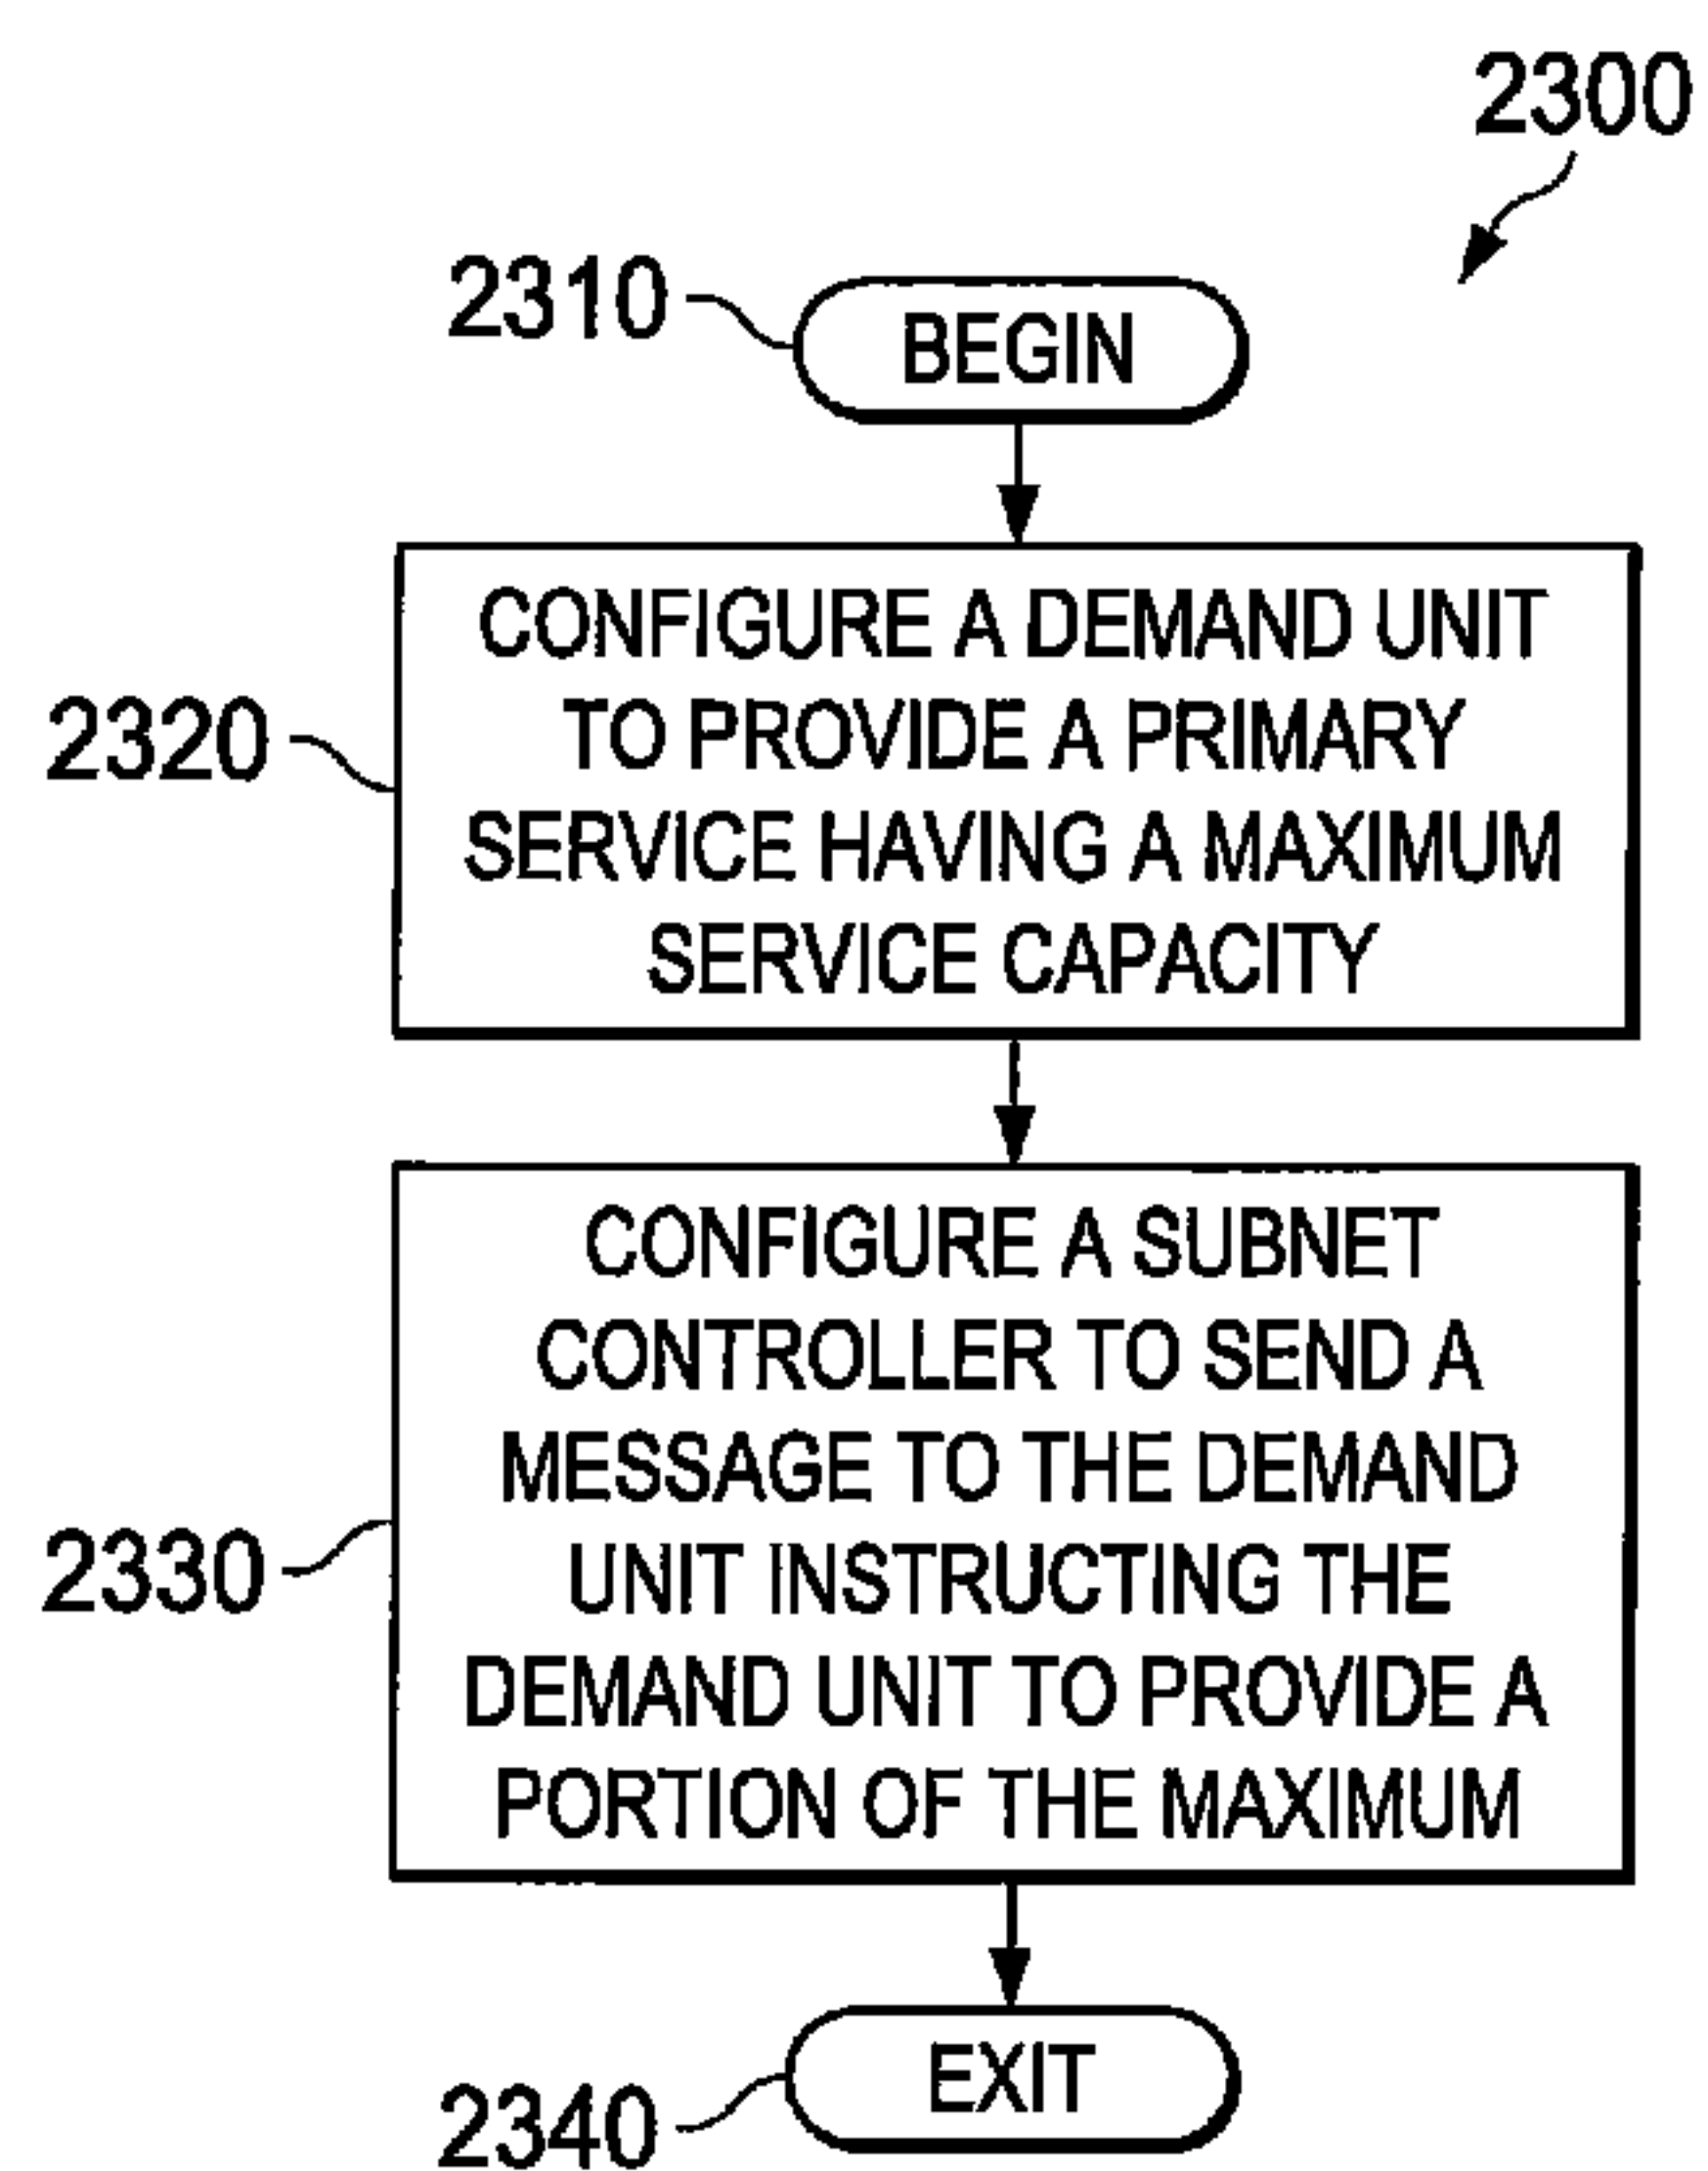 2300
2310
BEGIN
CONFIGURE A DEMAND UNIT
TO PROVIDE A PRIMARY
SERVICE HAVING A MAXIMUM
SERVICE CAPACITY
2320
CONFIGURE A SUBNET
CONTROLLER TO SEND A
MESSAGE TO THE DEMAND
UNIT INSTRUCTING THE
DEMAND UNIT TO PROVIDE A
PORTION OF THE MAXIMUM
2330
EXIT
2340